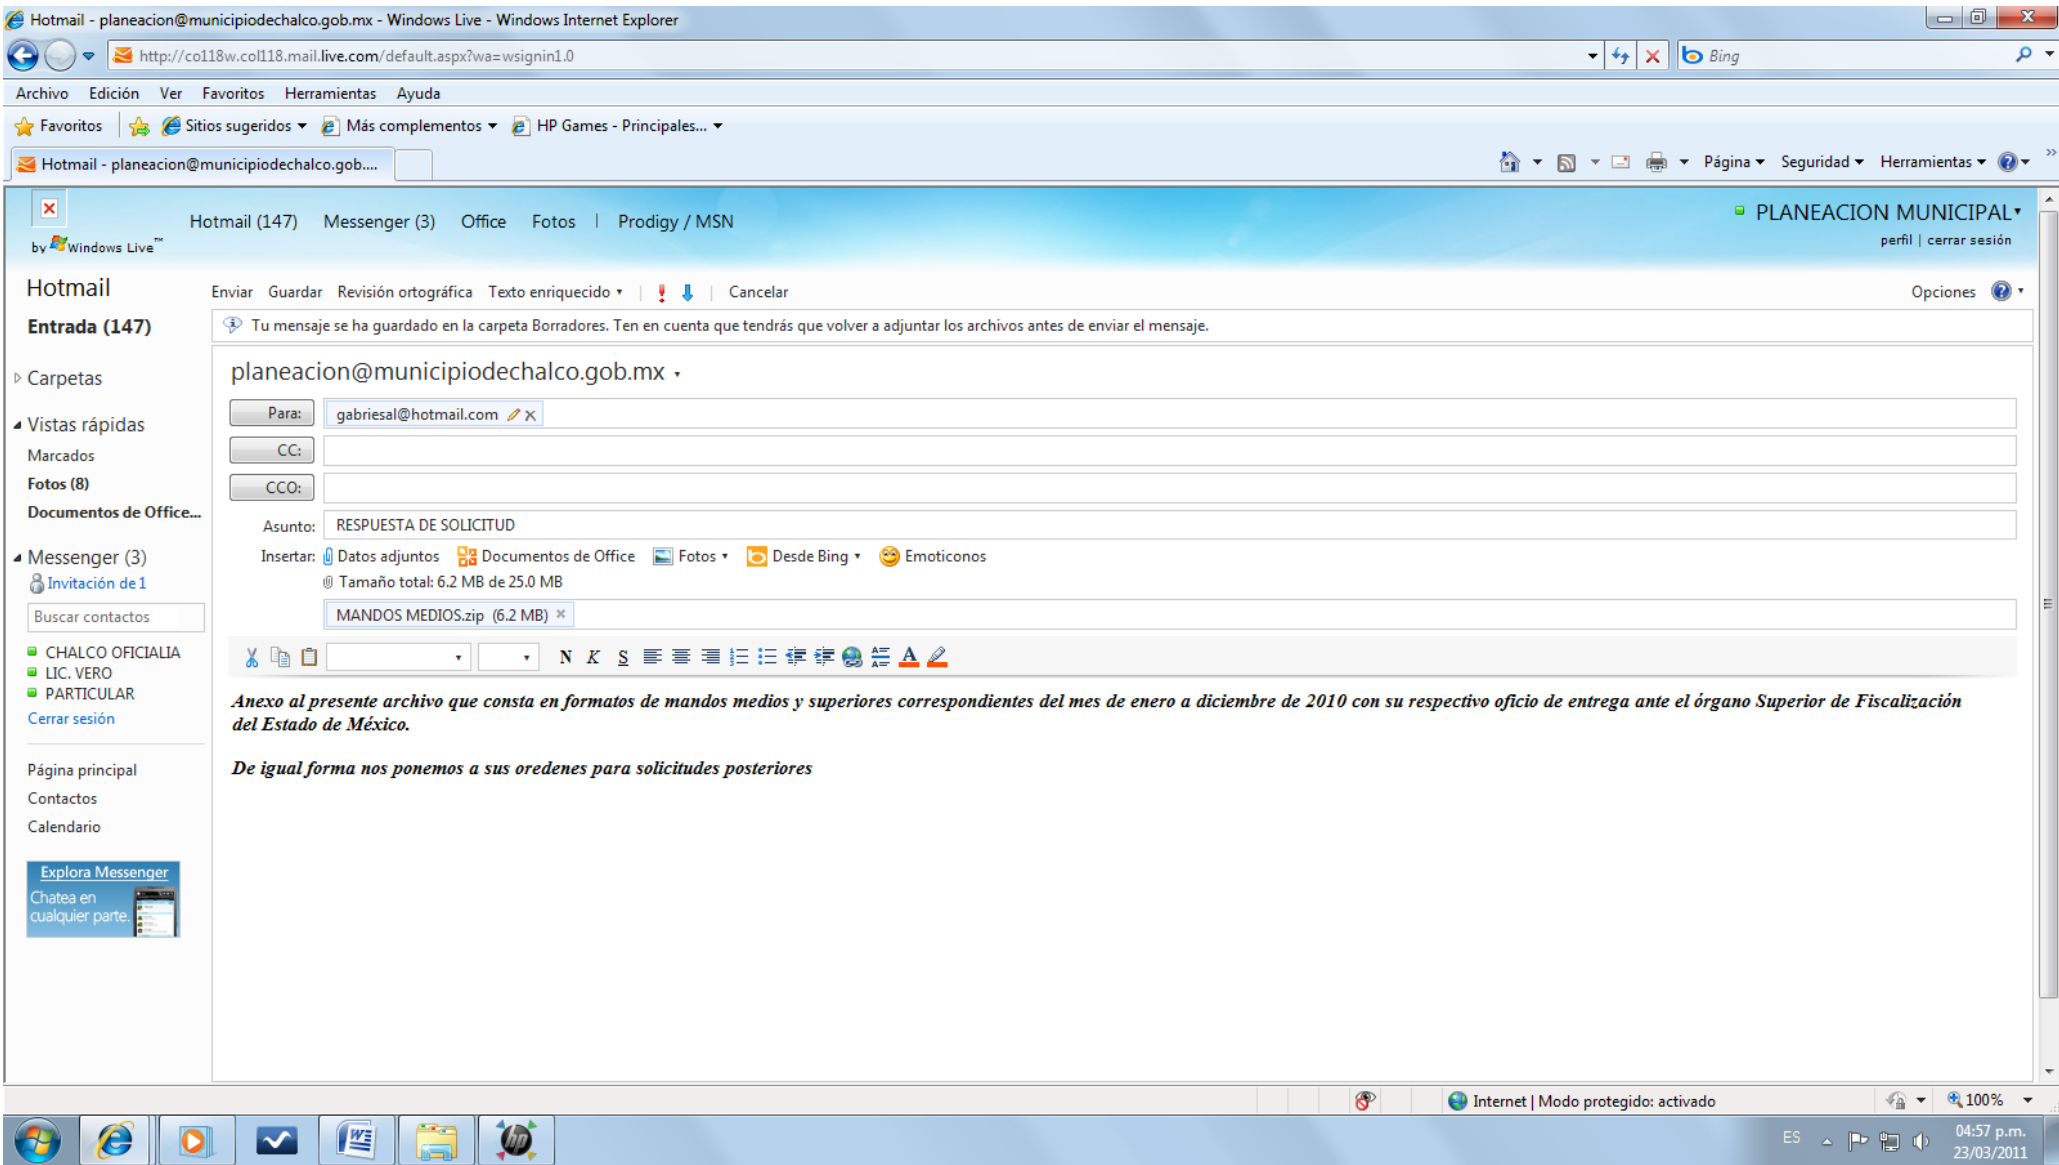 Hotmail - planeacion@municipiodechalco.gob.mx - Windows Live - Windows Internet Explorer
http://co118w.col118.mail.live.com/default.aspx?wa=wsignin1.0
Bing
Archivo Edición Ver Favoritos Herramientas Ayuda
Favoritos Sitios sugeridos Más complementos HP Games - Principales...
Hotmail - planeacion@municipiodechalco.gob....
Página Seguridad Herramientas
by Windows Live™
Hotmail (147) Messenger (3) Office Fotos | Prodigy / MSN
PLANEACION MUNICIPAL
perfil | cerrar sesión
Hotmail
Enviar Guardar Revisión ortográfica Texto enriquecido | | Cancelar
Opciones
Entrada (147)
Tu mensaje se ha guardado en la carpeta Borradores. Ten en cuenta que tendrás que volver a adjuntar los archivos antes de enviar el mensaje.
Carpetas
Vistas rápidas
Marcados
Fotos (8)
Documentos de Office...
Messenger (3)
Invitación de 1
Buscar contactos
CHALCO OFICIALIA
LIC. VERO
PARTICULAR
Cerrar sesión
Página principal
Contactos
Calendario
Explora Messenger
Chatea en
cualquier parte.
planeacion@municipiodechalco.gob.mx
Para: gabriesal@hotmail.com
CC:
CCO:
Asunto: RESPUESTA DE SOLICITUD
Insertar: Datos adjuntos Documentos de Office Fotos Desde Bing Emoticonos
Tamaño total: 6.2 MB de 25.0 MB
MANDOS MEDIOS.zip (6.2 MB)
N K S
Anexo al presente archivo que consta en formatos de mandos medios y superiores correspondientes del mes de enero a diciembre de 2010 con su respectivo oficio de entrega ante el órgano Superior de Fiscalización
del Estado de México.
De igual forma nos ponemos a sus oredenes para solicitudes posteriores
Internet | Modo protegido: activado
100%
ES
04:57 p.m.
23/03/2011